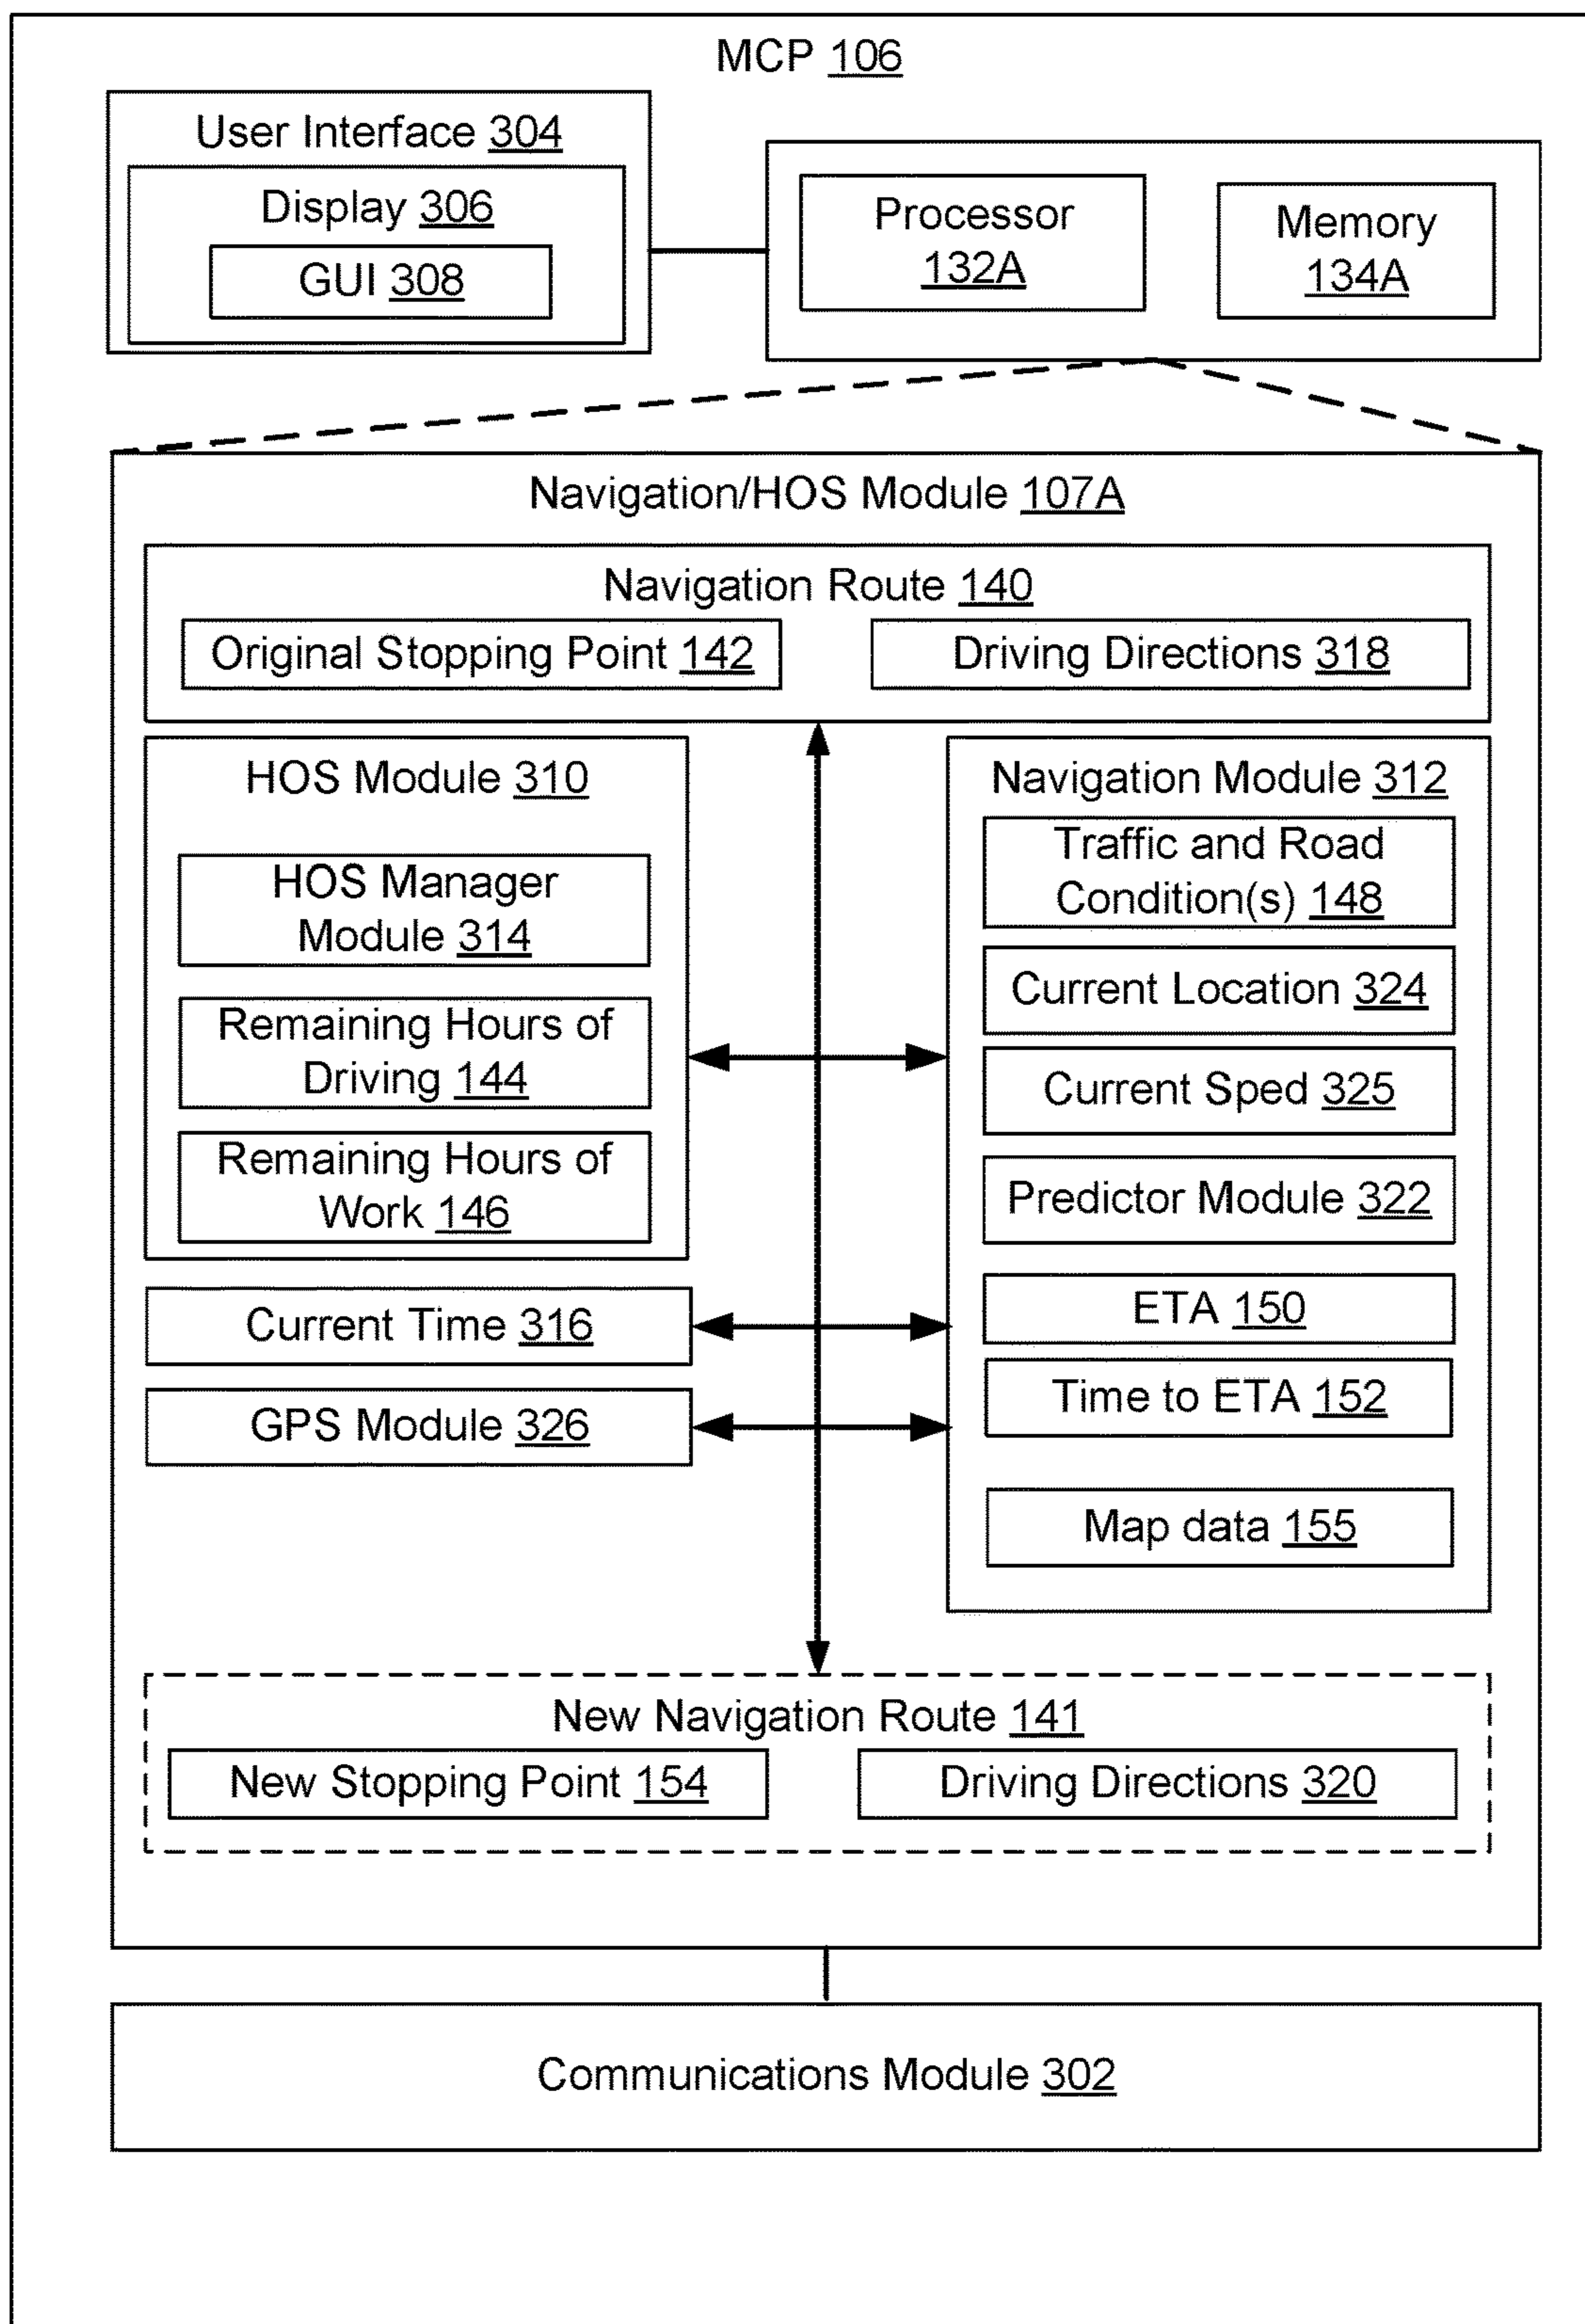 MCP 106
User Interface 304
Display 306
GUI 308
Processor
132A
Memory
134A
Navigation/HOS Module 107A
Navigation Route 140
Original Stopping Point 142
Driving Directions 318
HOS Module 310
HOS Manager
Module 314
Remaining Hours of
Driving 144
Remaining Hours of
Work 146
Current Time 316
GPS Module 326
Navigation Module 312
Traffic and Road
Condition(s) 148
Current Location 324
Current Sped 325
Predictor Module 322
ETA 150
Time to ETA 152
Map data 155
New Navigation Route 141
New Stopping Point 154
Driving Directions 320
Communications Module 302